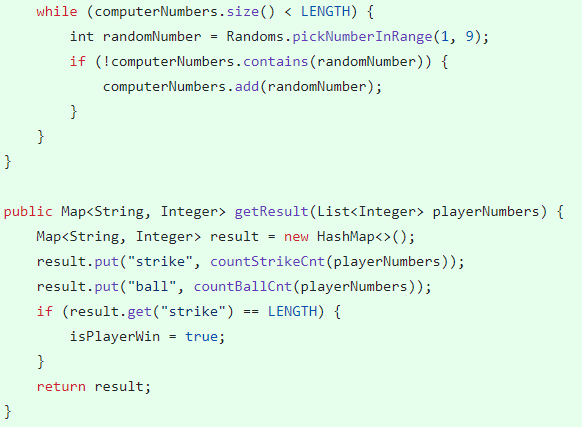 while (computerNumbers.size() < LENGTH) {
int randomNumber = Randoms.pickNumberInRange(1, 9);
if (!computerNumbers.contains(randomNumber)) {
computerNumbers.add(randomNumber);
}
}
}
public Map<String, Integer> getResult(List<Integer> playerNumbers) {
Map<String, Integer> result = new HashMap<>();
result.put("strike", countStrikeCnt(playerNumbers));
result.put("ball", countBallCnt(playerNumbers));
if (result.get("strike") == LENGTH) {
isPlayerWin = true;
}
return result;
}